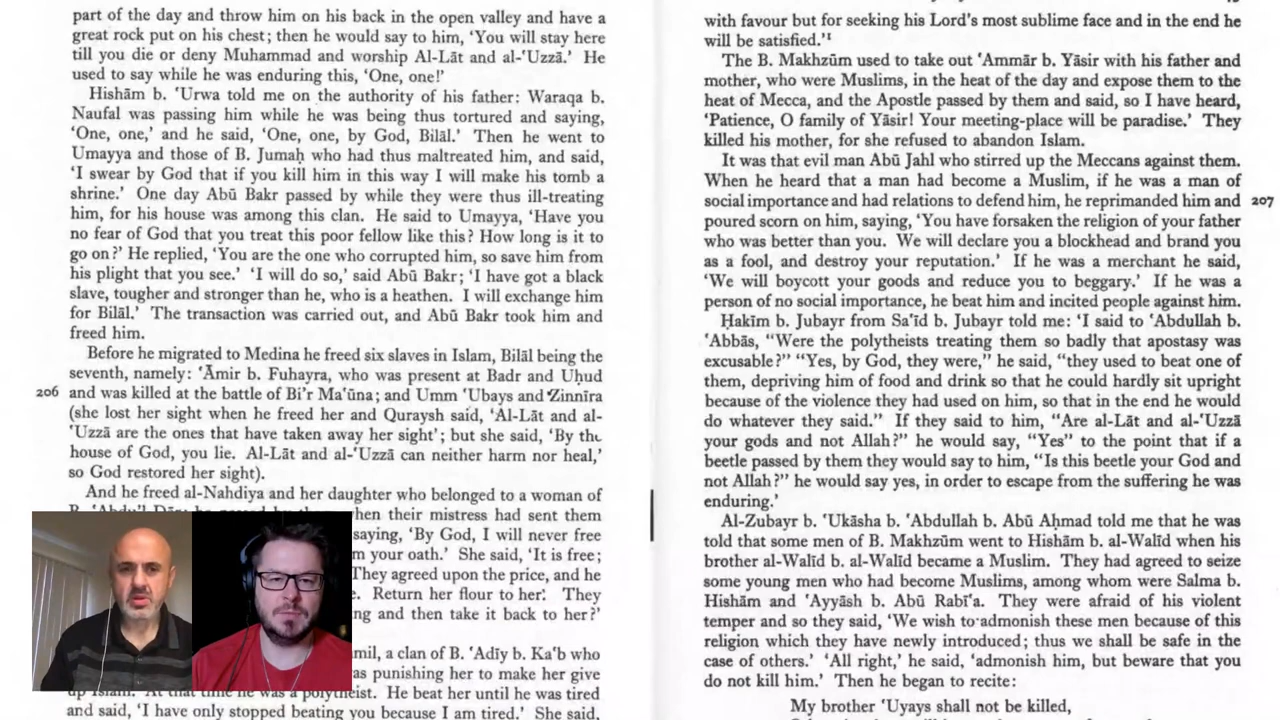 part of the day and throw him on his back in the open valley and have a
great rock put on his chest; then he would say to him, ‘You will stay here
till you die or deny Muhammad and worship Al-Lāt and al-‘Uzzā.’ He
used to say while he was enduring this, ‘One, one!’
Hishām b. ‘Urwa told me on the authority of his father: Waraqa b.
Naufal was passing him while he was being thus tortured and saying,
‘One, one,’ and he said, ‘One, one, by God, Bilāl.’ Then he went to
Umayya and those of B. Jumaḥ who had thus maltreated him, and said,
‘I swear by God that if you kill him in this way I will make his tomb a
shrine.’ One day Abū Bakr passed by while they were thus ill-treating
him, for his house was among this clan. He said to Umayya, ‘Have you
no fear of God that you treat this poor fellow like this? How long is it to
go on?’ He replied, ‘You are the one who corrupted him, so save him from
his plight that you see.’ ‘I will do so,’ said Abū Bakr; ‘I have got a black
slave, tougher and stronger than he, who is a heathen. I will exchange him
for Bilāl.’ The transaction was carried out, and Abū Bakr took him and
freed him.
Before he migrated to Medina he freed six slaves in Islam, Bilāl being the
seventh, namely: ‘Āmir b. Fuhayra, who was present at Badr and Uḥud
206 and was killed at the battle of Bi’r Ma‘ūna; and Umm ‘Ubays and Zinnīra
(she lost her sight when he freed her and Quraysh said, ‘Al-Lāt and al-
‘Uzzā are the ones that have taken away her sight’; but she said, ‘By the
house of God, you lie. Al-Lāt and al-‘Uzzā can neither harm nor heal,’
so God restored her sight).
And he freed al-Nahdiya and her daughter who belonged to a woman of
when their mistress had sent them
saying, ‘By God, I will never free
your oath.’ She said, ‘It is free;
They agreed upon the price, and he
Return her flour to her.’ They
and then take it back to her?’
a clan of B. ‘Adīy b. Ka‘b who
punishing her to make her give
up Islam. At that time he was a polytheist. He beat her until he was tired
and said, ‘I have only stopped beating you because I am tired.’ She said,
with favour but for seeking his Lord’s most sublime face and in the end he
will be satisfied.”¹
The B. Makhzūm used to take out ‘Ammār b. Yāsir with his father and
mother, who were Muslims, in the heat of the day and expose them to the
heat of Mecca, and the Apostle passed by them and said, so I have heard,
‘Patience, O family of Yāsir! Your meeting-place will be paradise.’ They
killed his mother, for she refused to abandon Islam.
It was that evil man Abū Jahl who stirred up the Meccans against them.
When he heard that a man had become a Muslim, if he was a man of
social importance and had relations to defend him, he reprimanded him and 207
poured scorn on him, saying, ‘You have forsaken the religion of your father
who was better than you. We will declare you a blockhead and brand you
as a fool, and destroy your reputation.’ If he was a merchant he said,
‘We will boycott your goods and reduce you to beggary.’ If he was a
person of no social importance, he beat him and incited people against him.
Ḥakīm b. Jubayr from Sa‘īd b. Jubayr told me: ‘I said to ‘Abdullah b.
‘Abbās, “Were the polytheists treating them so badly that apostasy was
excusable?” “Yes, by God, they were,” he said, “they used to beat one of
them, depriving him of food and drink so that he could hardly sit upright
because of the violence they had used on him, so that in the end he would
do whatever they said.” If they said to him, “Are al-Lāt and al-‘Uzzā
your gods and not Allah?” he would say, “Yes” to the point that if a
beetle passed by them they would say to him, “Is this beetle your God and
not Allah?” he would say yes, in order to escape from the suffering he was
enduring.’
Al-Zubayr b. ‘Ukāsha b. ‘Abdullah b. Abū Aḥmad told me that he was
told that some men of B. Makhzūm went to Hishām b. al-Walīd when his
brother al-Walīd b. al-Walīd became a Muslim. They had agreed to seize
some young men who had become Muslims, among whom were Salma b.
Hishām and ‘Ayyāsh b. Abū Rabī‘a. They were afraid of his violent
temper and so they said, ‘We wish to admonish these men because of this
religion which they have newly introduced; thus we shall be safe in the
case of others.’ ‘All right,’ he said, ‘admonish him, but beware that you
do not kill him.’ Then he began to recite:
My brother ‘Uyays shall not be killed,